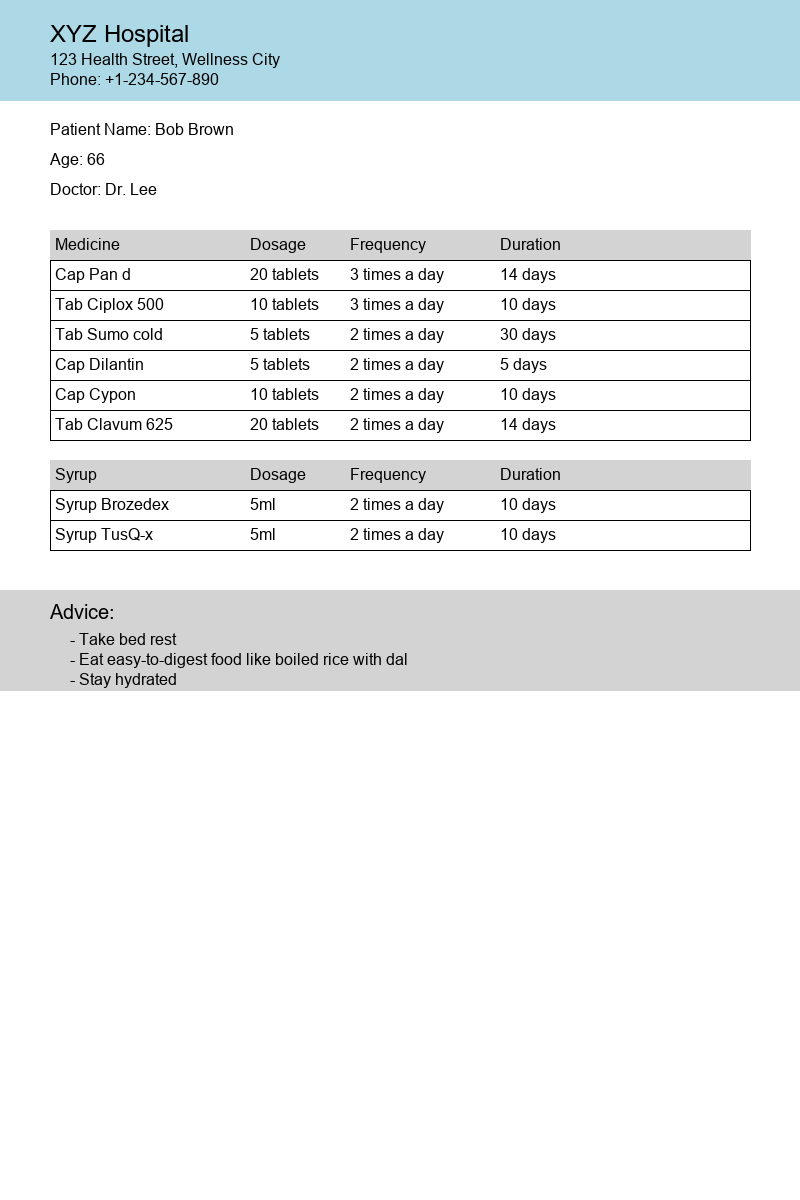 XYZ Hospital
123 Health Street, Wellness City
Phone: +1-234-567-890
Patient Name: Bob Brown
Age: 66
Doctor: Dr. Lee
Medicine Dosage Frequency Duration
Cap Pan d 20 tablets 3 times a day 14 days
Tab Ciplox 500 10 tablets 3 times a day 10 days
Tab Sumo cold 5 tablets 2 times a day 30 days
Cap Dilantin 5 tablets 2 times a day 5 days
Cap Cypon 10 tablets 2 times a day 10 days
Tab Clavum 625 20 tablets 2 times a day 14 days
Syrup Dosage Frequency Duration
Syrup Brozedex 5ml 2 times a day 10 days
Syrup TusQ-x 5ml 2 times a day 10 days
Advice:
- Take bed rest
- Eat easy-to-digest food like boiled rice with dal
- Stay hydrated